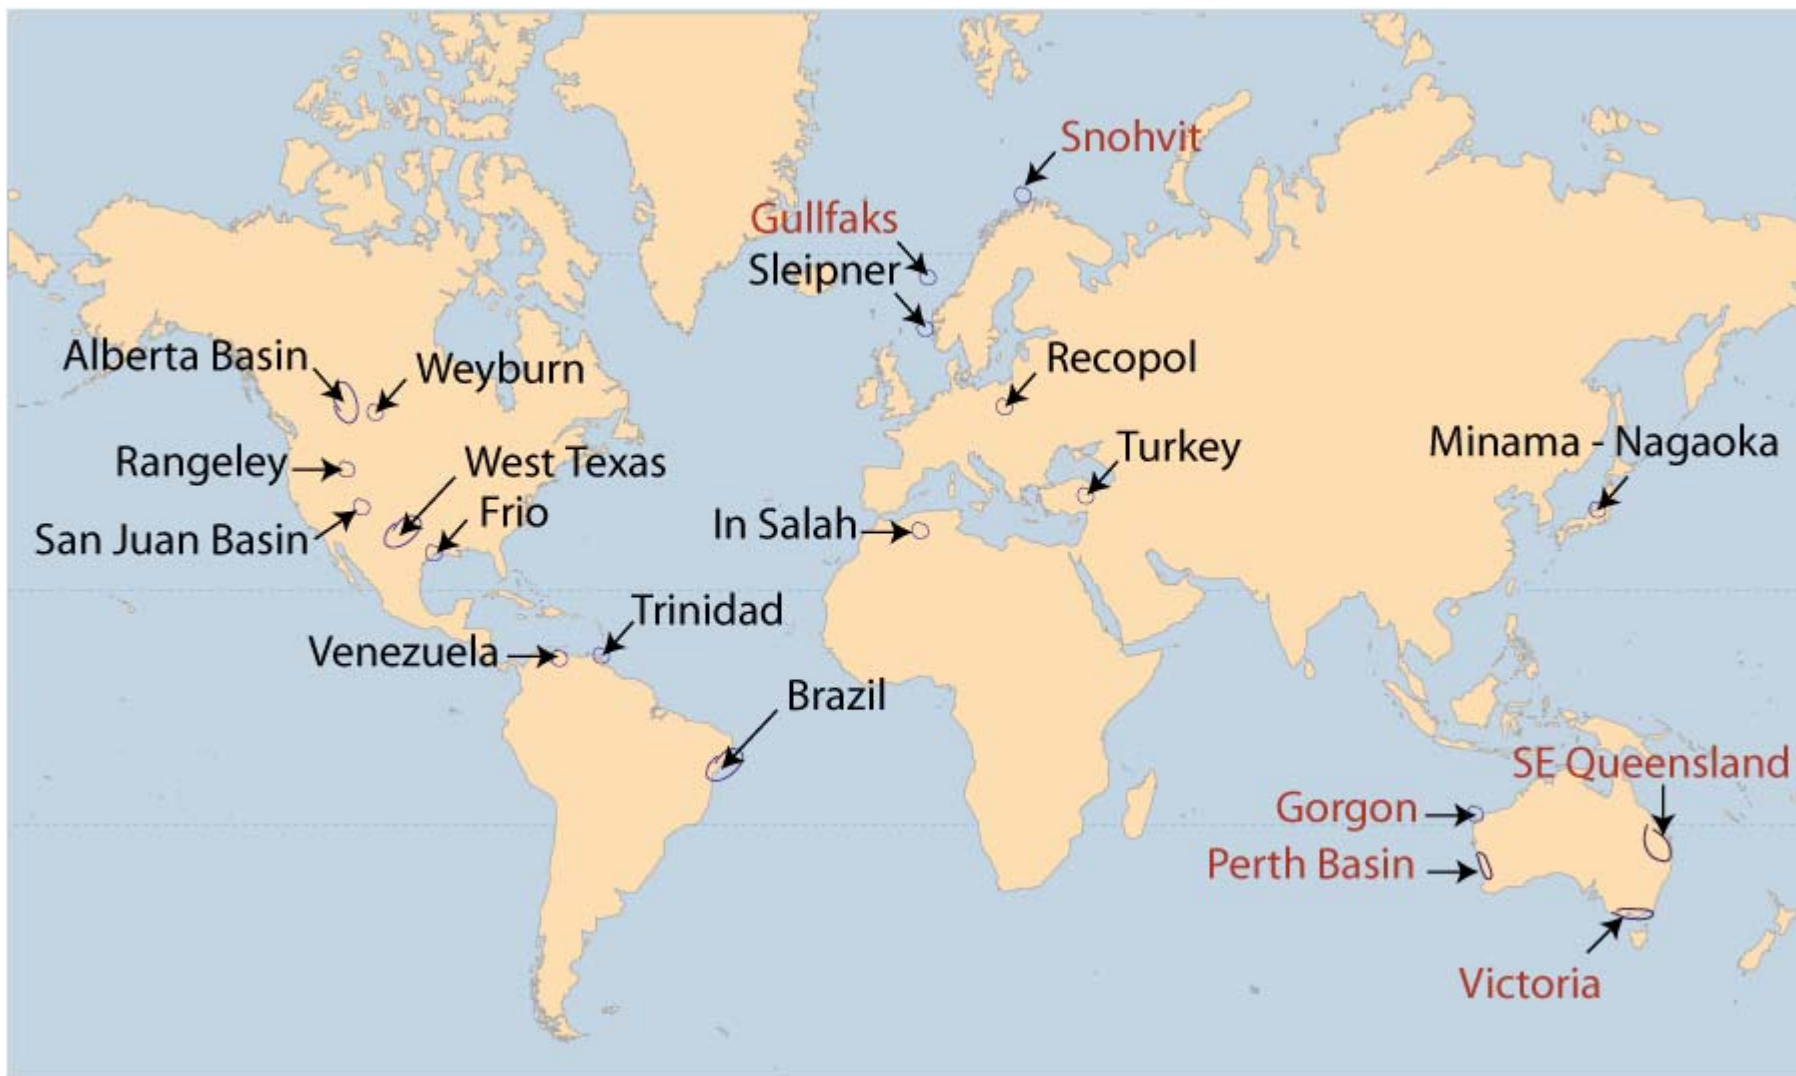 Snohvit
Gullfaks
Sleipner
Alberta Basin
Weyburn
Recopol
Rangeley
West Texas
Turkey
Minama - Nagaoka
Frio
San Juan Basin
In Salah
Trinidad
Venezuela
Brazil
SE Queensland
Gorgon
Perth Basin
Victoria